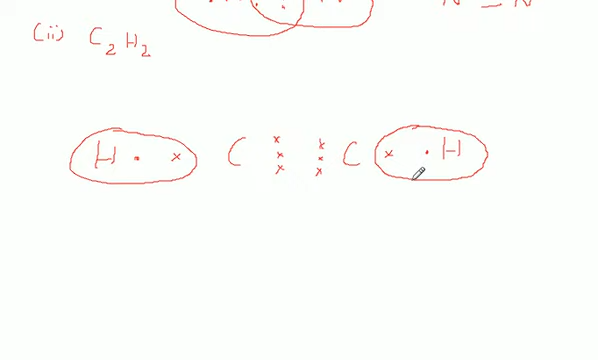 N ≡ N
(ii) C2H2
H • x C x x x x x x C x • H